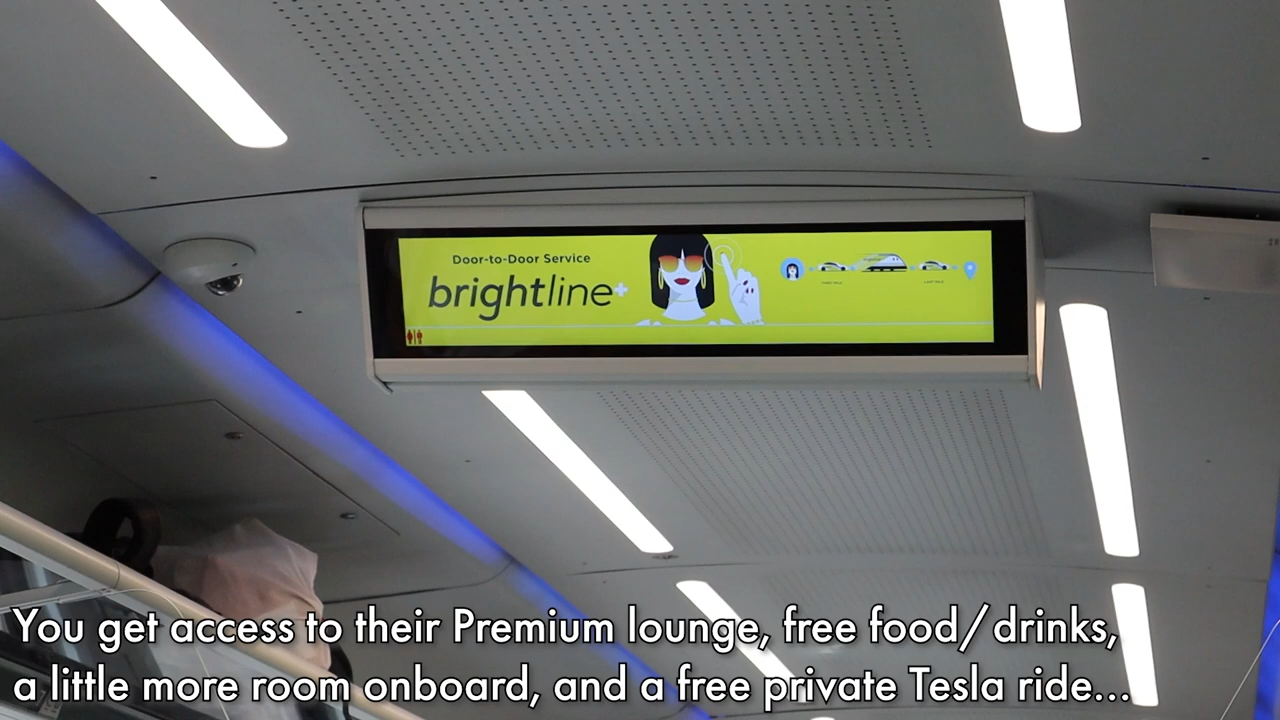 Door-to-Door Service
brightline+
You get access to their Premium lounge, free food/drinks,
a little more room onboard, and a free private Tesla ride...